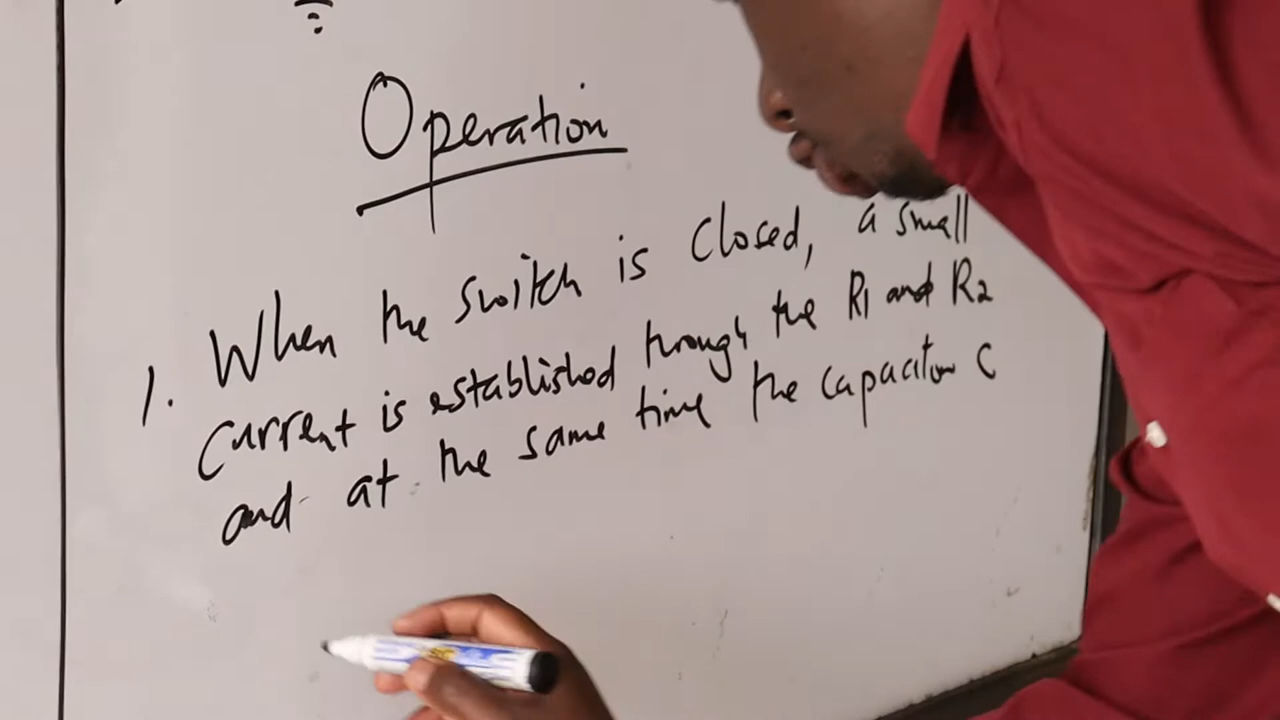 Operation
1. When the switch is closed, a small
current is established through the R1 and R2
and at the same time the capacitor C